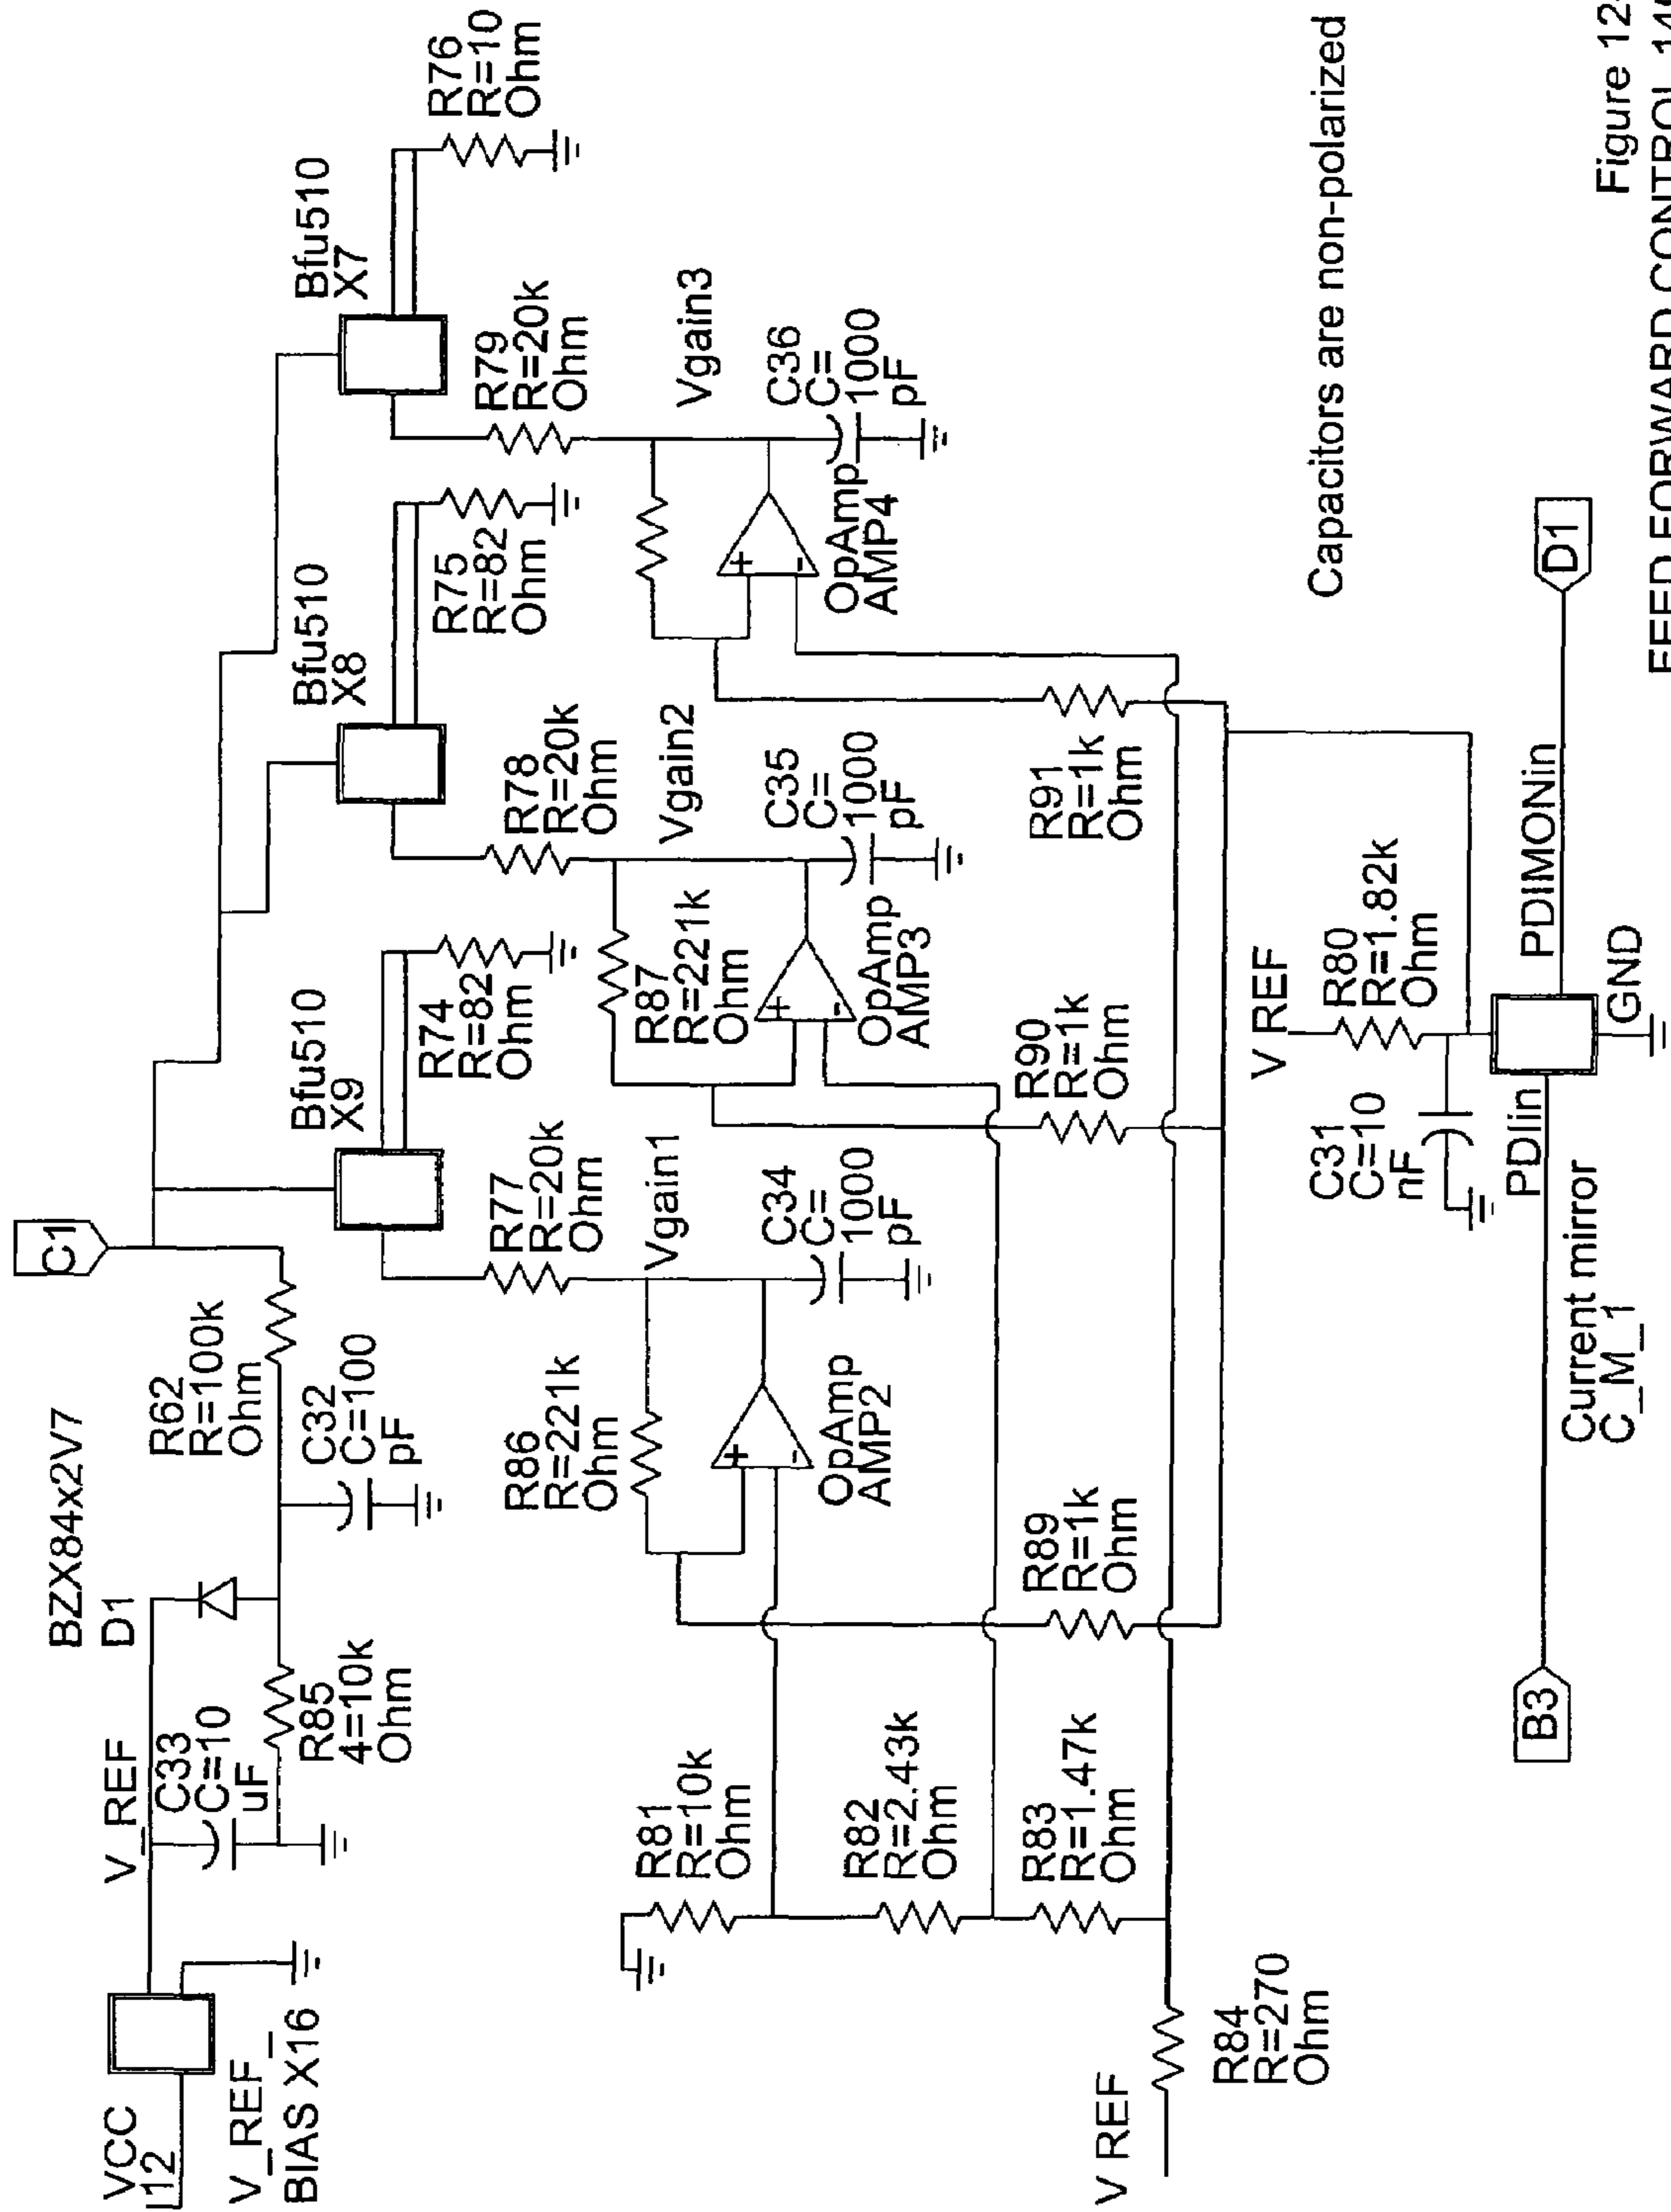 VCC
I12
V_REF_
BIAS X16
V_REF
C33
C=10
uF
BZX84x2V7
D1
R85
4=10k
Ohm
C32
C=100
pF
R62
R=100k
Ohm
C1
Bfu510
X9
R74
R=82
Ohm
Bfu510
X8
R75
R=82
Ohm
Bfu510
X7
R76
R=10
Ohm
R77
R=20k
Ohm
Vgain1
R78
R=20k
Ohm
Vgain2
R79
R=20k
Ohm
Vgain3
R86
R=221k
Ohm
+
-
OpAmp
AMP2
C34
C=
1000
pF
R87
R=221k
Ohm
+
-
OpAmp
AMP3
C35
C=
1000
pF
+
-
OpAmp
AMP4
C36
C=
1000
pF
R81
R=10k
Ohm
R82
R=2.43k
Ohm
R83
R=1.47k
Ohm
R89
R=1k
Ohm
R90
R=1k
Ohm
R91
R=1k
Ohm
V REF
R84
R=270
Ohm
V REF
R80
R=1.82k
Ohm
C31
C=10
nF
B3
PDIin
PDIMONin
D1
GND
Current mirror
C_M_1
Capacitors are non-polarized
Figure 12
FEED FORWARD CONTROL